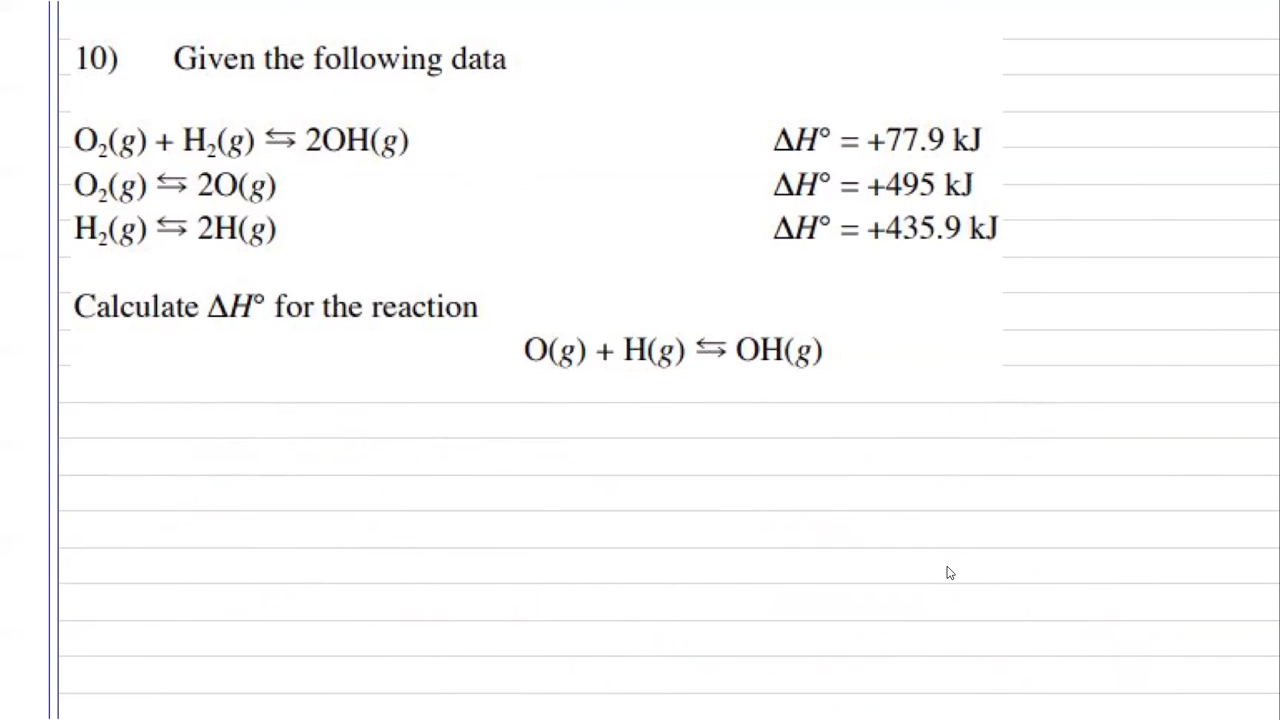 10) Given the following data
O₂(g) + H₂(g) ⇆ 2OH(g) ΔH° = +77.9 kJ
O₂(g) ⇆ 2O(g) ΔH° = +495 kJ
H₂(g) ⇆ 2H(g) ΔH° = +435.9 kJ
Calculate ΔH° for the reaction
O(g) + H(g) ⇆ OH(g)